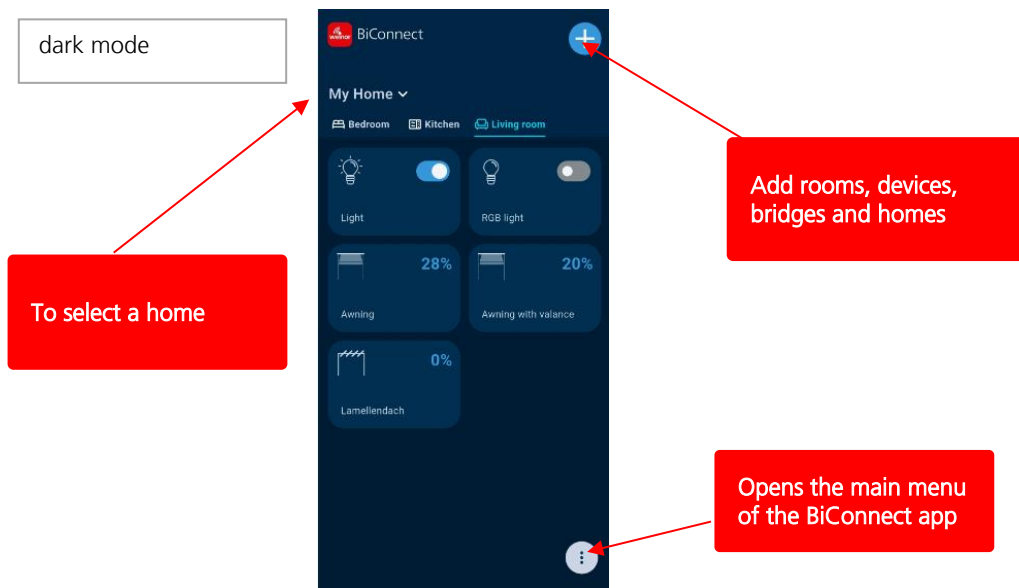 dark mode
BiConnect
My Home
Bedroom Kitchen Living room
Light RGB light
28% 20%
Awning Awning with valance
0%
Lamellendach
To select a home
Add rooms, devices,
bridges and homes
Opens the main menu
of the BiConnect app